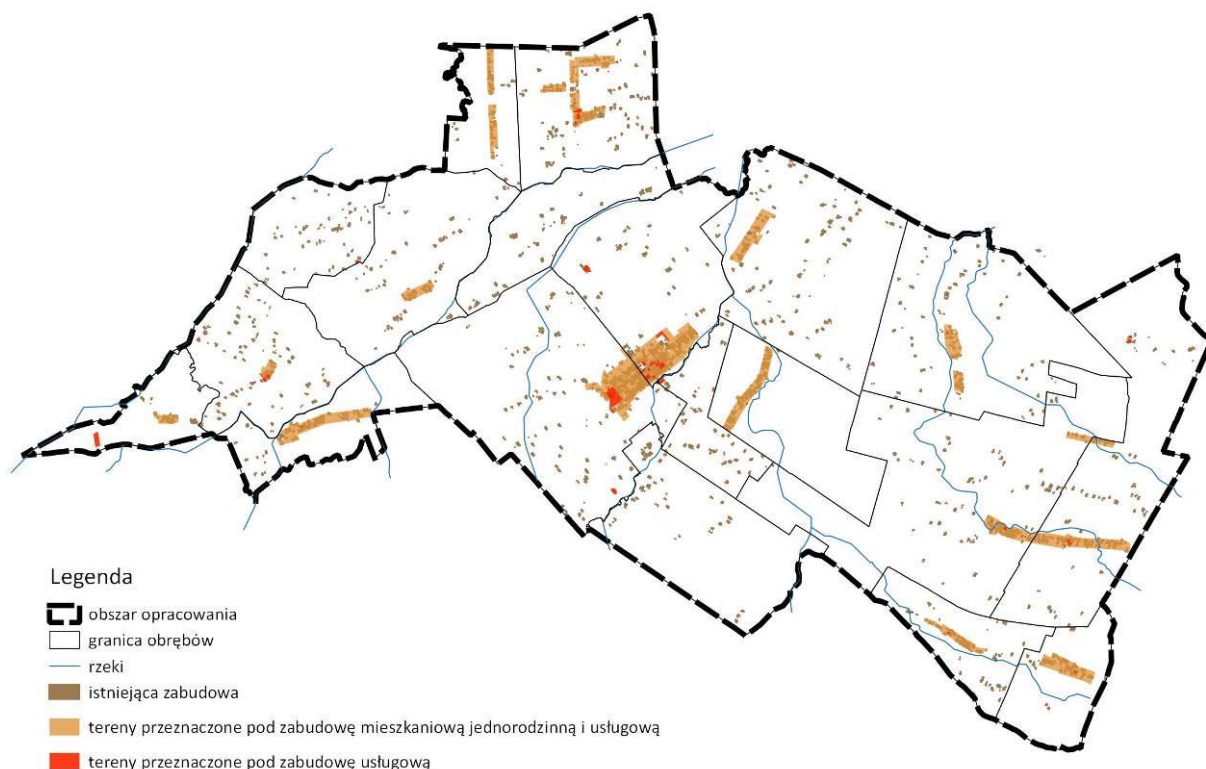 Legenda
obszar opracowania
granica obrębów
rzeki
istniejąca zabudowa
tereny przeznaczone pod zabudowę mieszkaniową jednorodzinną i usługową
tereny przeznaczone pod zabudowę usługową